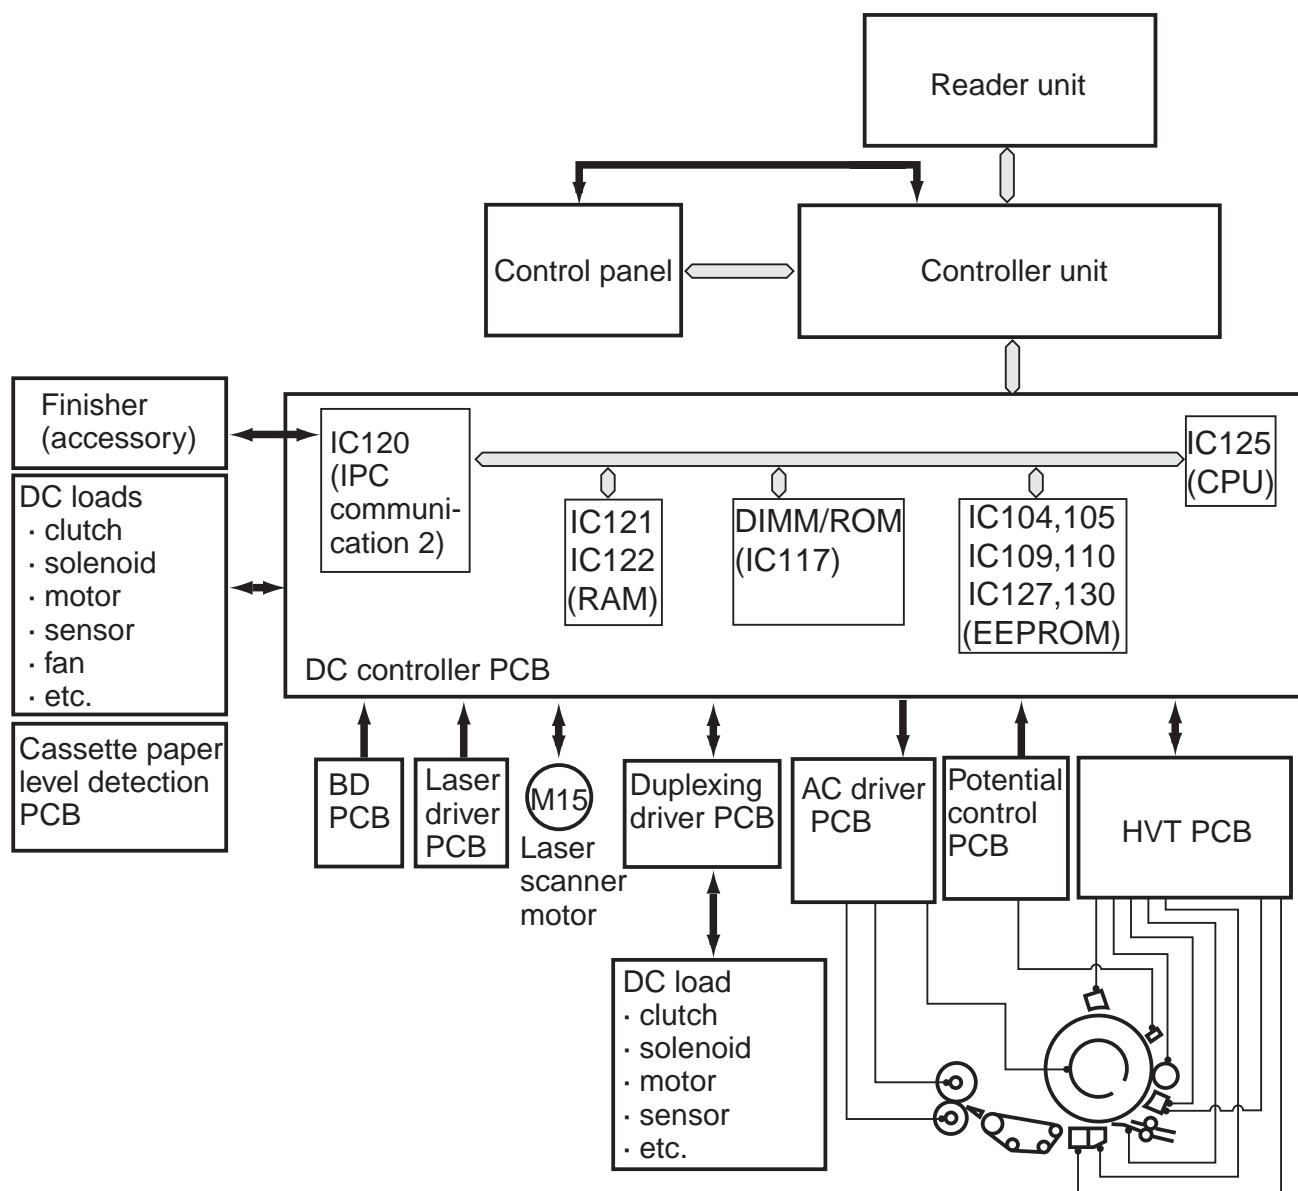 Reader unit
Control panel
Controller unit
Finisher
(accessory)
DC loads
· clutch
· solenoid
· motor
· sensor
· fan
· etc.
Cassette paper
level detection
PCB
IC120
(IPC
communi-
cation 2)
IC121
IC122
(RAM)
DIMM/ROM
(IC117)
IC104,105
IC109,110
IC127,130
(EEPROM)
IC125
(CPU)
DC controller PCB
BD
PCB
Laser
driver
PCB
M15
Laser
scanner
motor
Duplexing
driver PCB
AC driver
PCB
Potential
control
PCB
HVT PCB
DC load
· clutch
· solenoid
· motor
· sensor
· etc.